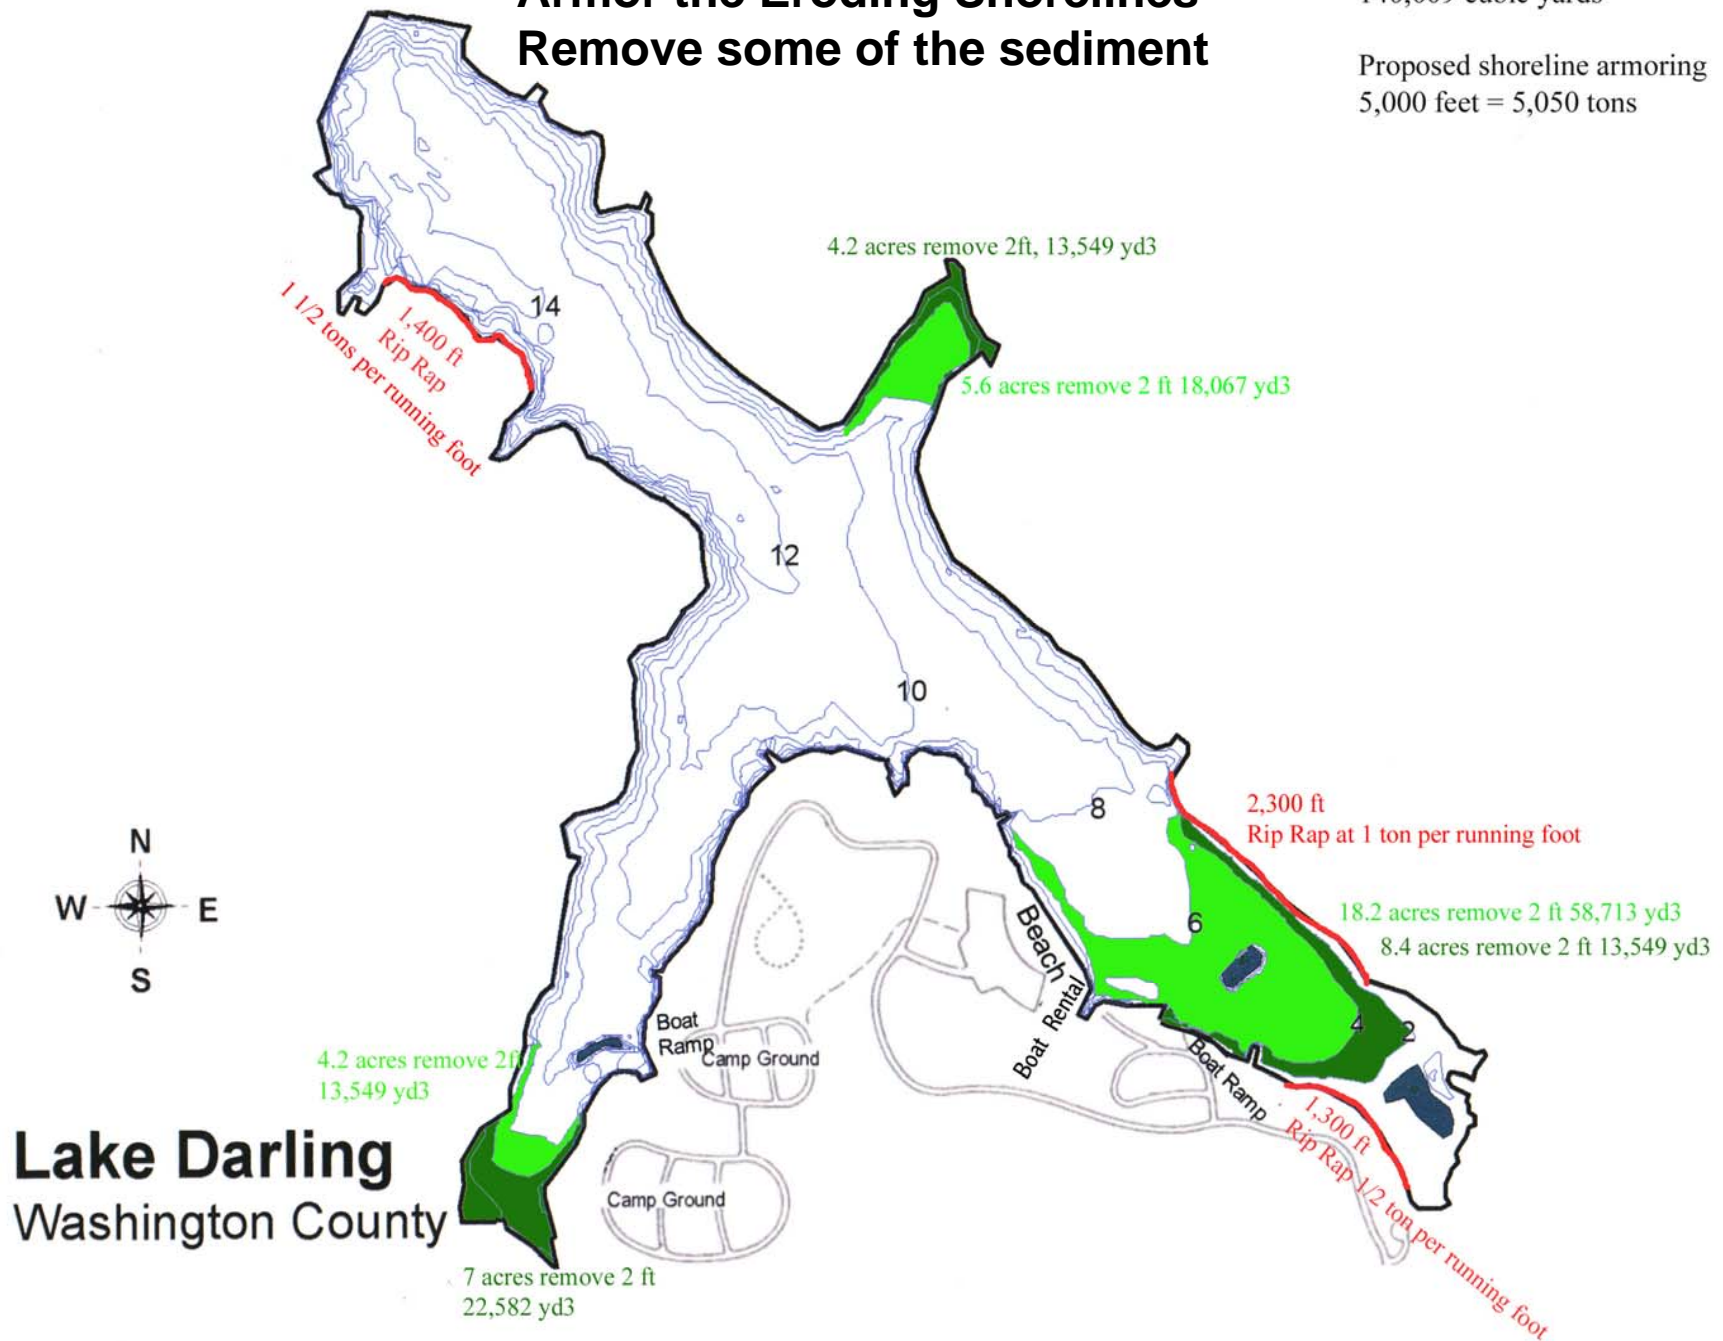 Armor the Eroding Shorelines
Remove some of the sediment
Proposed shoreline armoring
5,000 feet = 5,050 tons
4.2 acres remove 2ft, 13,549 yd3
5.6 acres remove 2 ft 18,067 yd3
14
1,400 ft
Rip Rap
1 1/2 tons per running foot
12
10
8
2,300 ft
Rip Rap at 1 ton per running foot
6
18.2 acres remove 2 ft 58,713 yd3
8.4 acres remove 2 ft 13,549 yd3
4
2
N
W
E
S
Beach
Boat Rental
Boat Ramp
Boat
Ramp
Camp Ground
Camp Ground
1,300 ft
Rip Rap 1/2 ton per running foot
4.2 acres remove 2ft
13,549 yd3
Lake Darling
Washington County
7 acres remove 2 ft
22,582 yd3